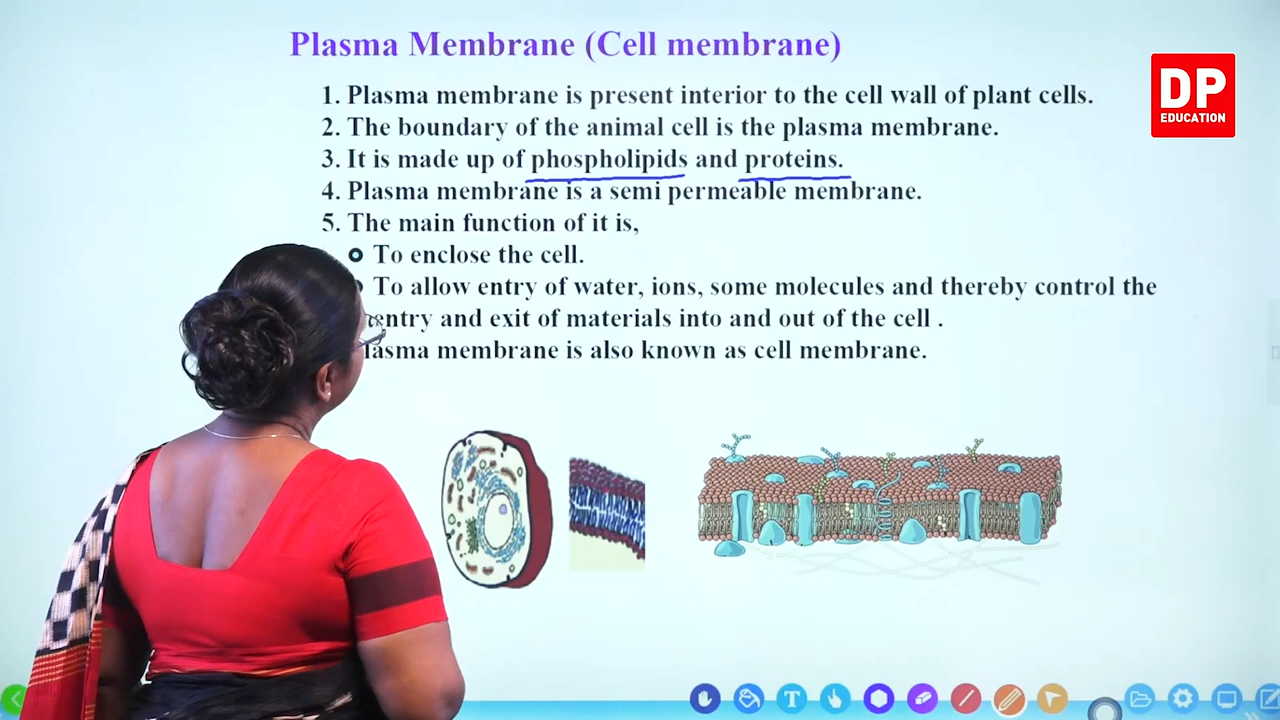 Plasma Membrane (Cell membrane)
1. Plasma membrane is present interior to the cell wall of plant cells.
2. The boundary of the animal cell is the plasma membrane.
3. It is made up of phospholipids and proteins.
4. Plasma membrane is a semi permeable membrane.
5. The main function of it is,
To enclose the cell.
To allow entry of water, ions, some molecules and thereby control the
entry and exit of materials into and out of the cell .
membrane is also known as cell membrane.
DP
EDUCATION